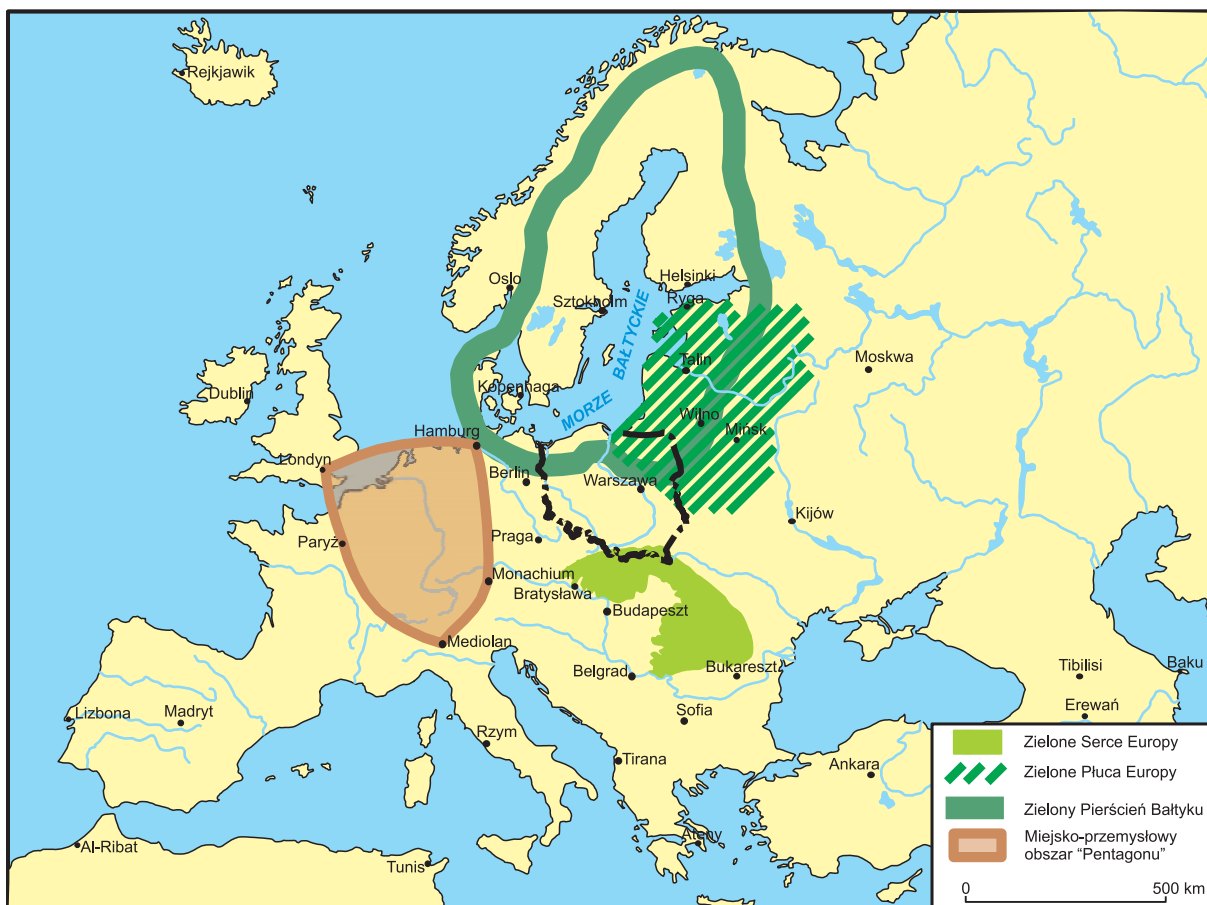 Rejkjawik
Oslo
Helsinki
Sztokholm
Ryga
MORZE BAŁTYCKIE
Talin
Moskwa
Dublin
Kopenhaga
Wilno
Mińsk
Hamburg
Londyn
Berlin
Warszawa
Kijów
Paryż
Praga
Monachium
Bratysława
Budapeszt
Mediolan
Belgrad
Bukareszt
Tibilisi
Baku
Lizbona
Madryt
Sofia
Erewań
Rzym
Tirana
Ankara
Ateny
Al-Ribat
Tunis
Zielone Serce Europy
Zielone Płuca Europy
Zielony Pierścień Bałtyku
Miejsko-przemysłowy
obszar “Pentagonu”
0 500 km